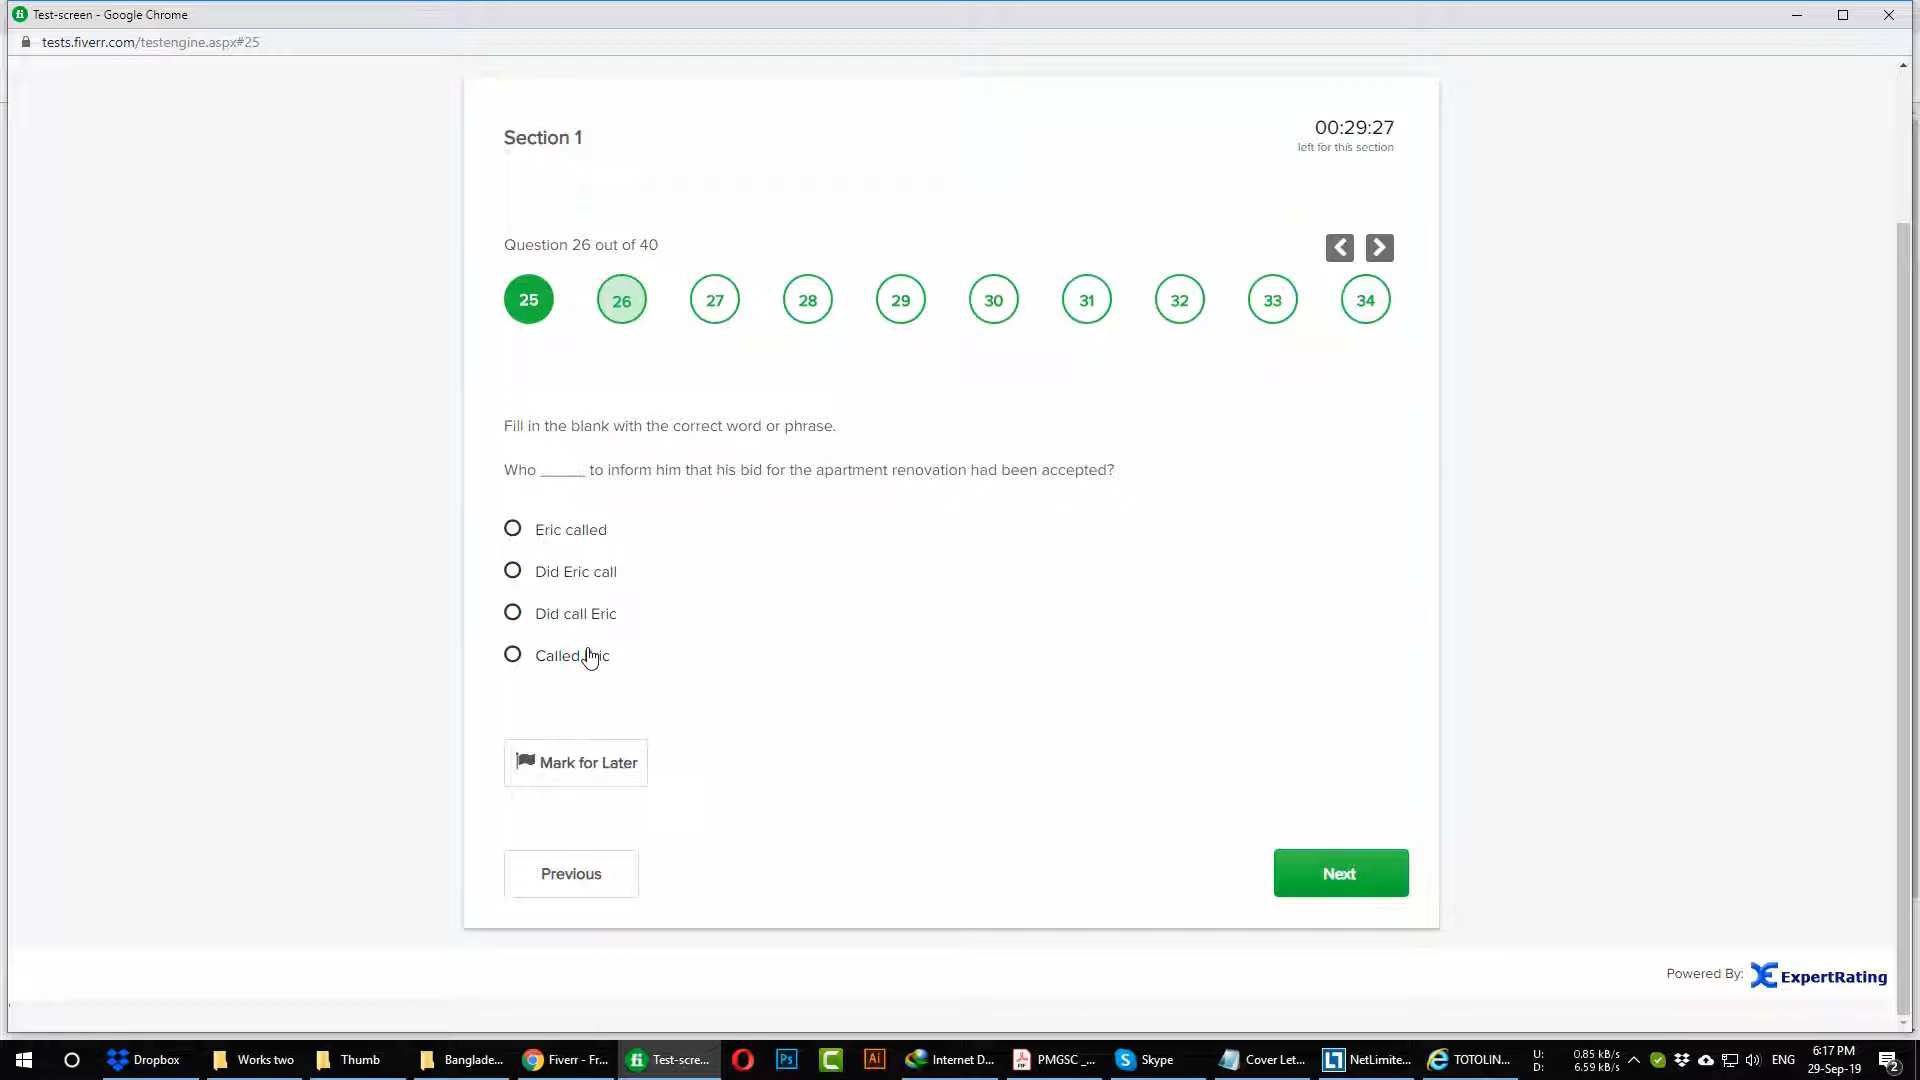 Test-screen - Google Chrome
tests.fiverr.com/testengine.aspx#25
Section 1
00:29:27
left for this section
Question 26 out of 40
25 26 27 28 29 30 31 32 33 34
Fill in the blank with the correct word or phrase.
Who _____ to inform him that his bid for the apartment renovation had been accepted?
Eric called
Did Eric call
Did call Eric
Called
Mark for Later
Previous
Next
Powered By: ExpertRating
Dropbox Works two Thumb Banglade... Fiverr - Fr... Test-scre... Ps Ai Internet D... PMGSC _... Skype Cover Let... NetLimite... TOTOLIN...
U: 0.85 kB/s
D: 6.59 kB/s
ENG
6:17 PM
29-Sep-19
2